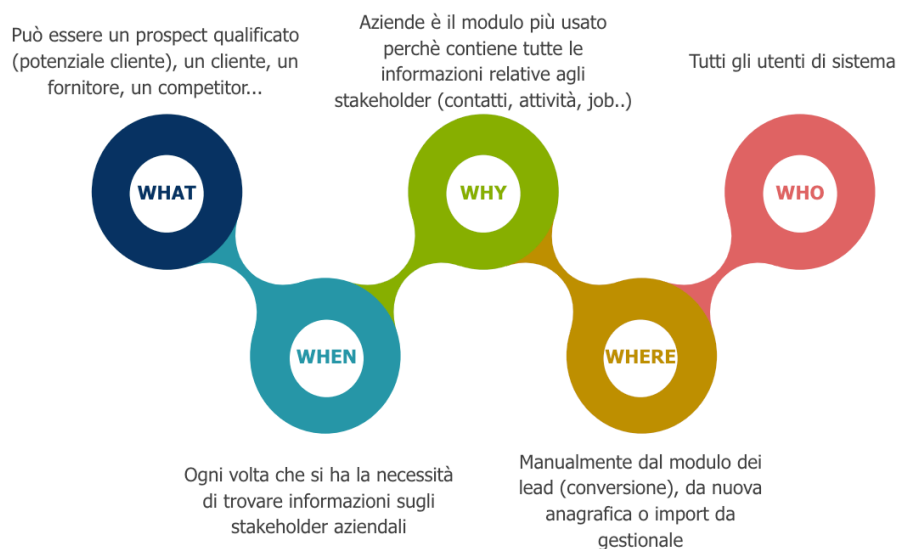 Può essere un prospect qualificato
(potenziale cliente), un cliente, un
fornitore, un competitor...
WHAT
Ogni volta che si ha la necessità
di trovare informazioni sugli
stakeholder aziendali
WHEN
Aziende è il modulo più usato
perchè contiene tutte le
informazioni relative agli
stakeholder (contatti, attività, job..)
WHY
Manualmente dal modulo dei
lead (conversione), da nuova
anagrafica o import da
gestionale
WHERE
Tutti gli utenti di sistema
WHO